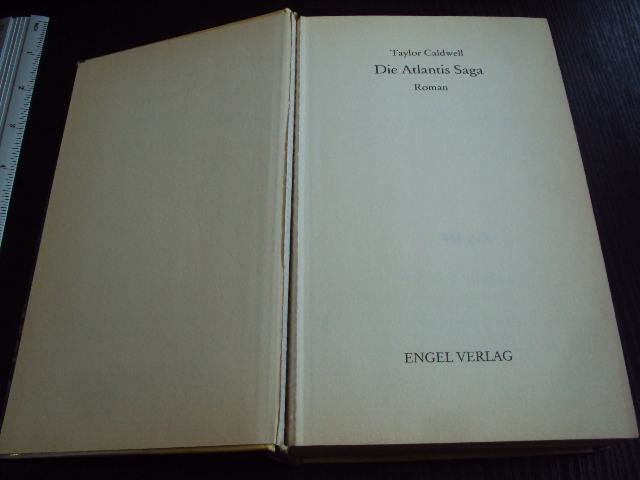 Taylor Caldwell
Die Atlantis Saga
Roman
ENGEL VERLAG